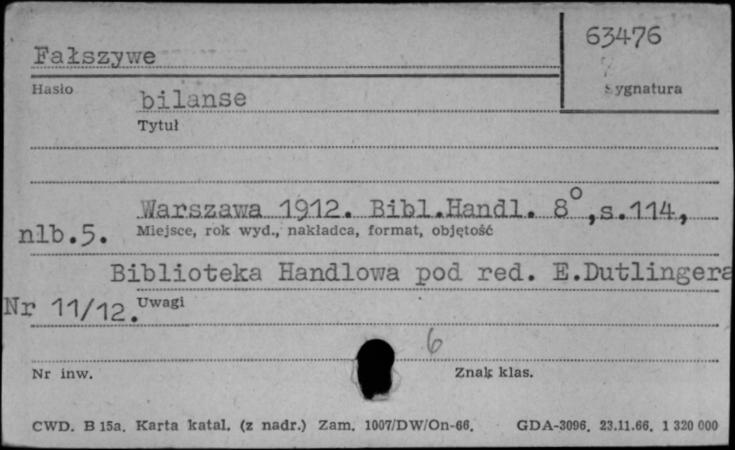 63476
Fałszywe
Hasło
Sygnatura
bilanse
Tytuł
Warszawa 1912. Bibl.Handl. 8°,s.114,
nlb.5.
Miejsce, rok wyd., nakładca, format, objętość
Biblioteka Handlowa pod red. E.Dutlingera
Nr 11/12.
Uwagi
6
Nr inw.
Znak klas.
CWD. B 15a. Karta katal. (z nadr.) Zam. 1007/DW/On-66. GDA-3096. 23.11.66. 1 320 000